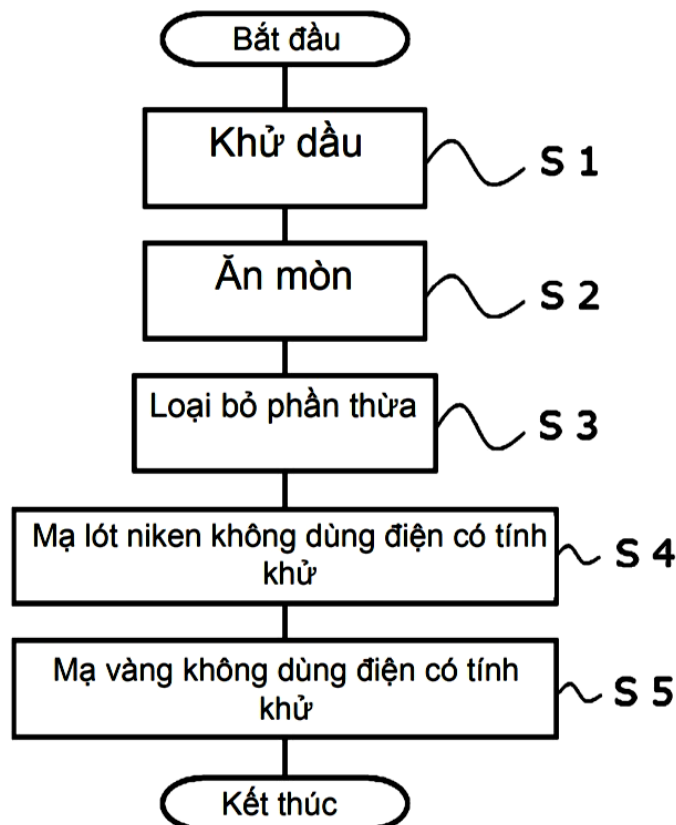 Bắt đầu
Khử dầu
S 1
Ăn mòn
S 2
Loại bỏ phần thừa
S 3
Mạ lót niken không dùng điện có tính
khử
S 4
Mạ vàng không dùng điện có tính
khử
S 5
Kết thúc